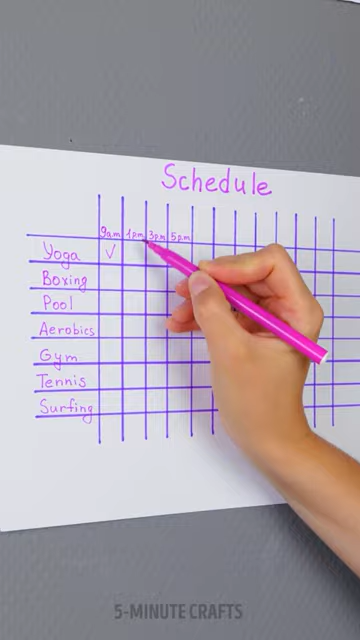 Schedule
9am 1pm 3pm 5pm
Yoga ✓
Boxing
Pool
Aerobics
Gym
Tennis
Surfing
5-MINUTE CRAFTS